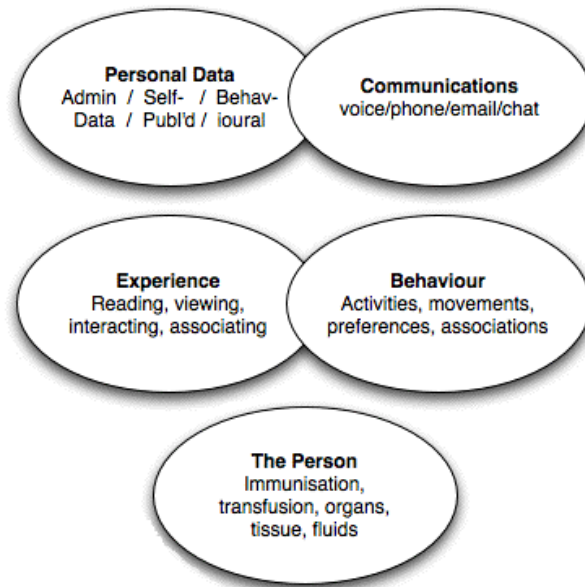 Personal Data
Admin / Self- / Behav-
Data / Publ'd / ioural
Communications
voice/phone/email/chat
Experience
Reading, viewing,
interacting, associating
Behaviour
Activities, movements,
preferences, associations
The Person
Immunisation,
transfusion, organs,
tissue, fluids